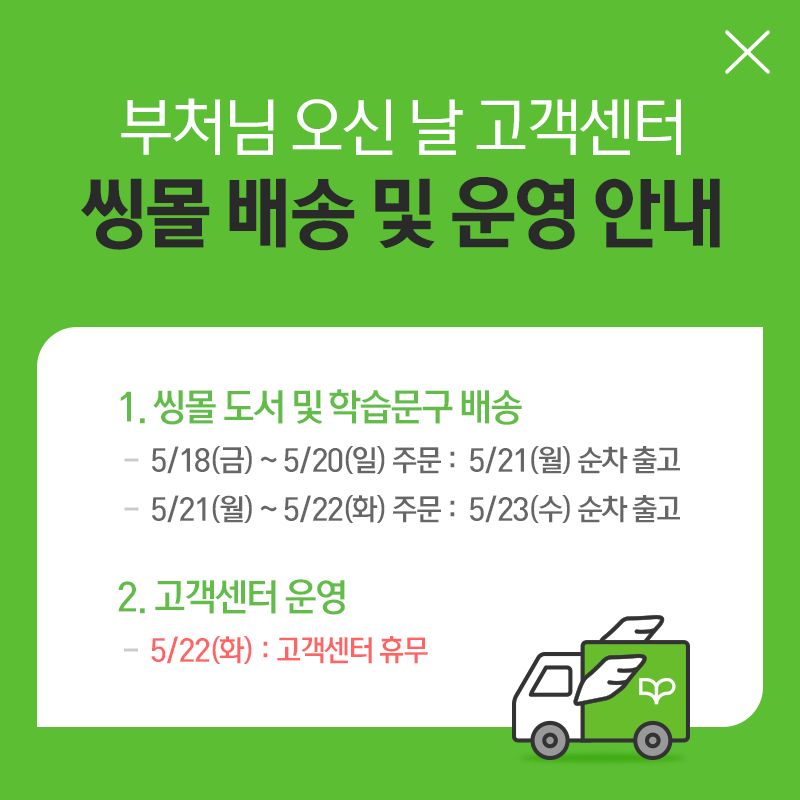 부처님 오신 날 고객센터
씽몰 배송 및 운영 안내
1. 씽몰 도서 및 학습문구 배송
- 5/18(금) ~ 5/20(일) 주문 : 5/21(월) 순차 출고
- 5/21(월) ~ 5/22(화) 주문 : 5/23(수) 순차 출고
2. 고객센터 운영
- 5/22(화) : 고객센터 휴무